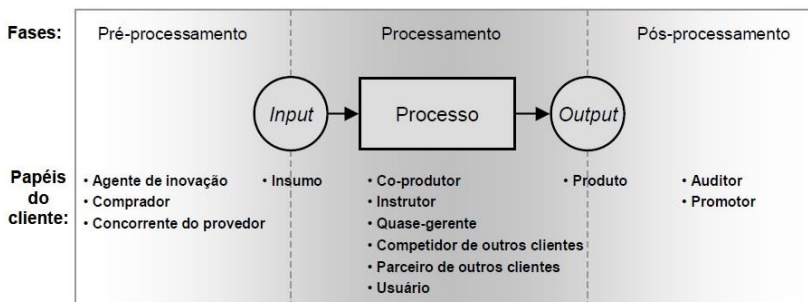 Fases:
Pré-processamento
Processamento
Pós-processamento
Input
Processo
Output
Papéis
do
cliente:
• Agente de inovação
• Comprador
• Concorrente do provedor
• Insumo
• Co-produtor
• Instrutor
• Quase-gerente
• Competidor de outros clientes
• Parceiro de outros clientes
• Usuário
• Produto
• Auditor
• Promotor